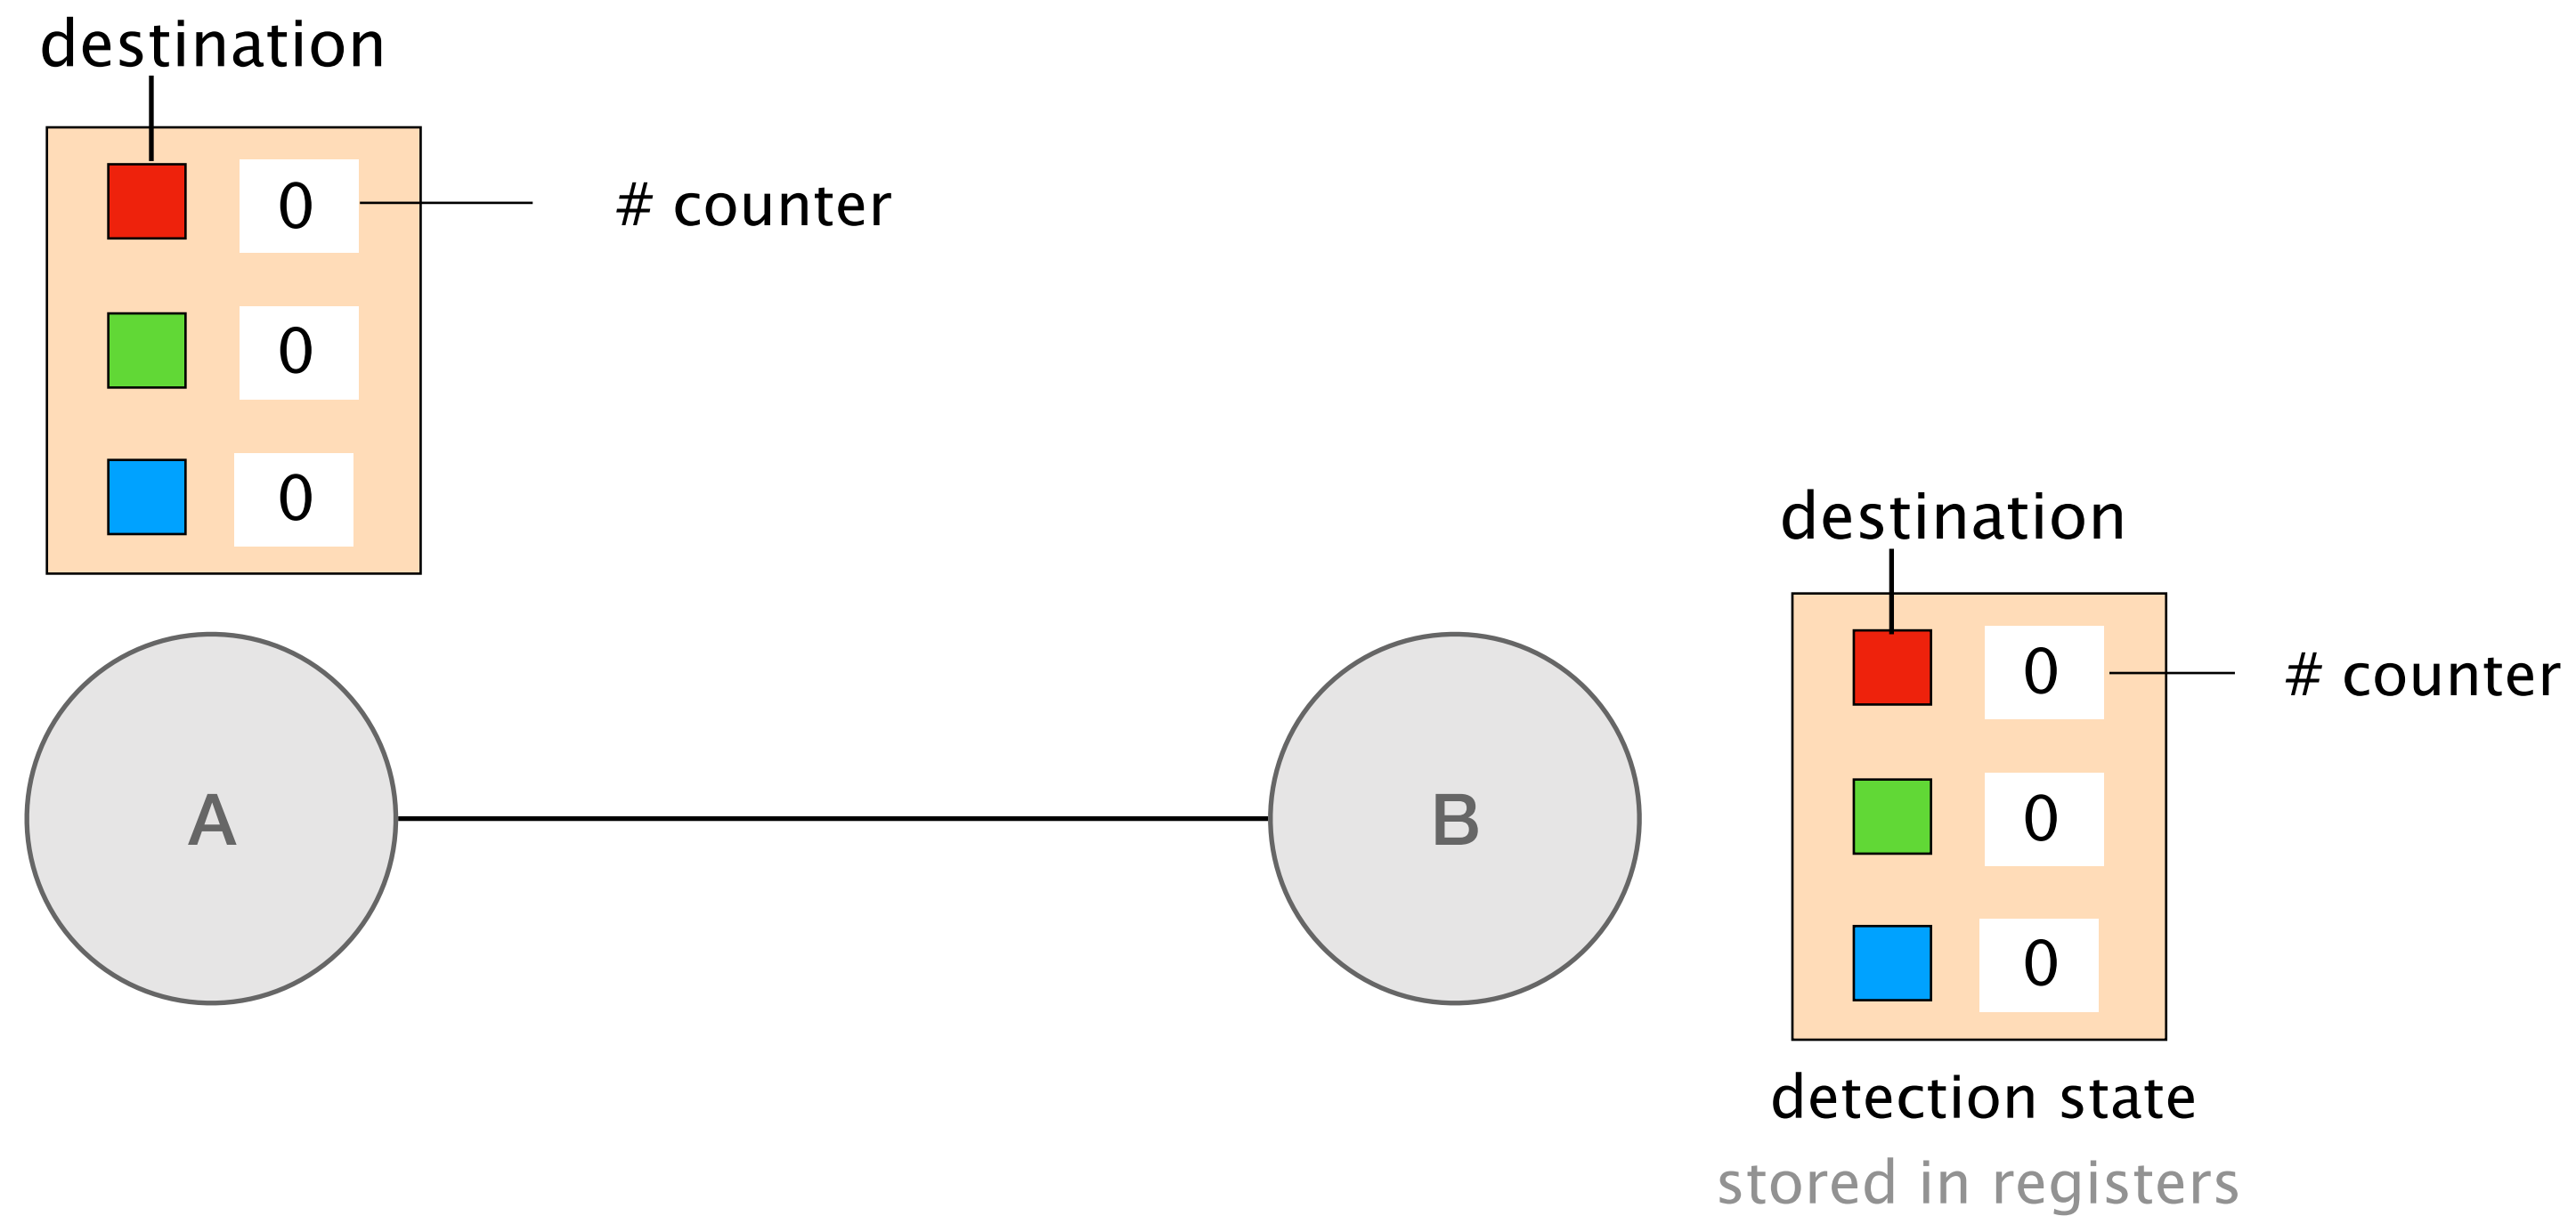 destination
0
# counter
0
0
destination
0
# counter
A
B
0
0
detection state
stored in registers